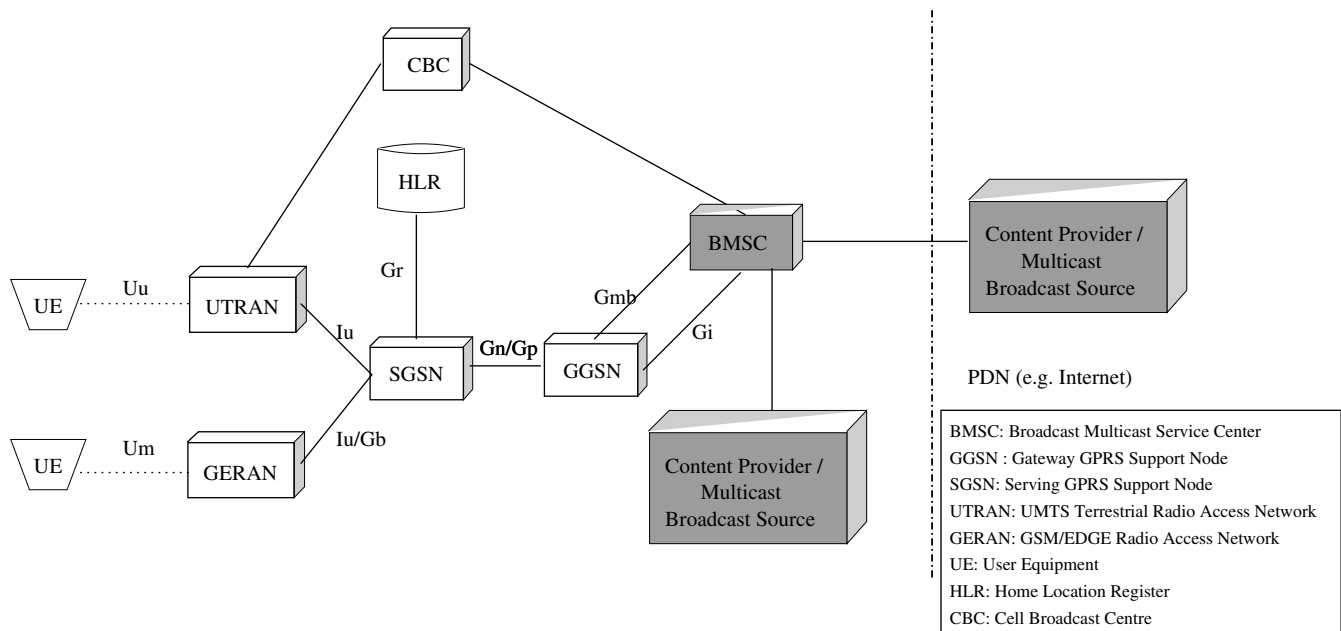 CBC
HLR
BMSC
Content Provider /
Multicast
Broadcast Source
Gr
Uu
UE
UTRAN
Gmb
Iu
Gi
Gn/Gp
SGSN
GGSN
PDN (e.g. Internet)
Um
Iu/Gb
UE
GERAN
Content Provider /
Multicast
Broadcast Source
BMSC: Broadcast Multicast Service Center
GGSN : Gateway GPRS Support Node
SGSN: Serving GPRS Support Node
UTRAN: UMTS Terrestrial Radio Access Network
GERAN: GSM/EDGE Radio Access Network
UE: User Equipment
HLR: Home Location Register
CBC: Cell Broadcast Centre